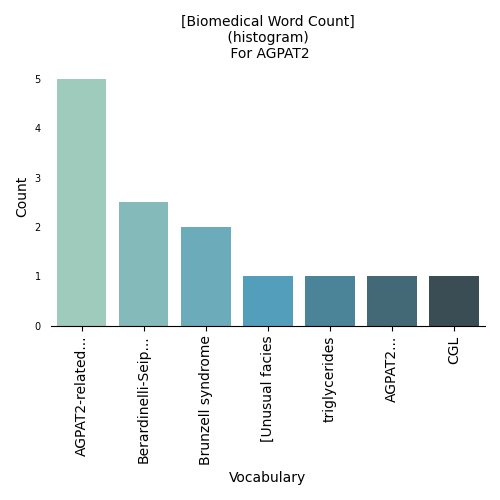 [Biomedical Word Count]
(histogram)
For AGPAT2
Count
5
4
3
2
1
0
AGPAT2-related...
Berardinelli-Seip...
Brunzell syndrome
[Unusual facies
triglycerides
AGPAT2...
CGL
Vocabulary